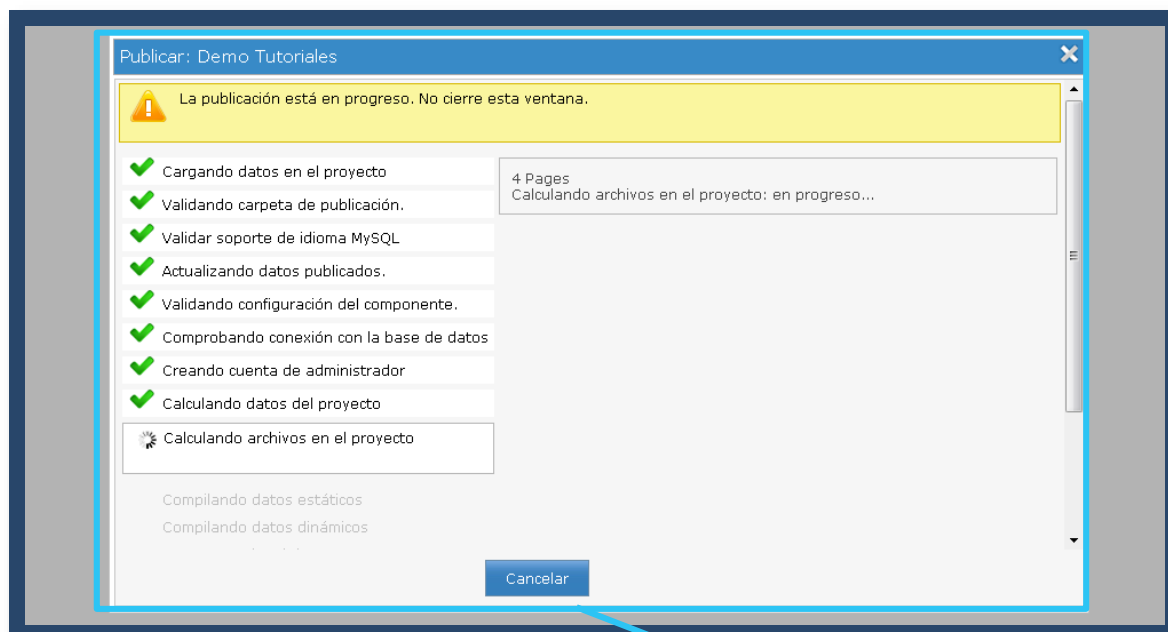 Publicar: Demo Tutoriales
La publicación está en progreso. No cierre esta ventana.
Cargando datos en el proyecto
Validando carpeta de publicación.
Validar soporte de idioma MySQL
Actualizando datos publicados.
Validando configuración del componente.
Comprobando conexión con la base de datos
Creando cuenta de administrador
Calculando datos del proyecto
Calculando archivos en el proyecto
Compilando datos estáticos
Compilando datos dinámicos
4 Pages
Calculando archivos en el proyecto: en progreso...
Cancelar